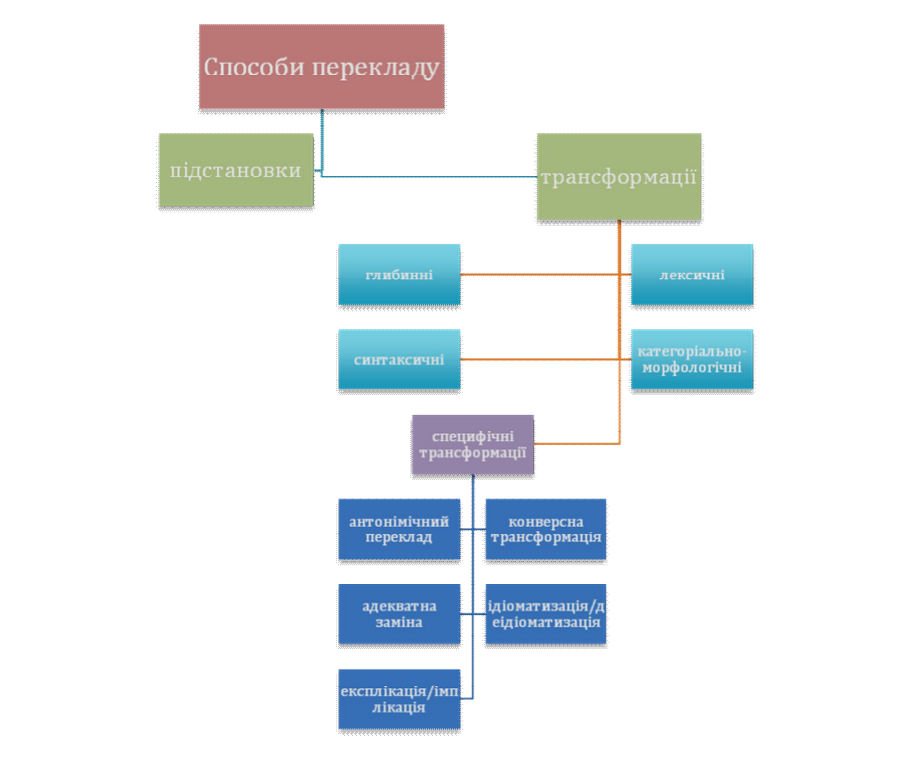 Способи перекладу
підстановки
трансформації
глибинні
лексичні
синтаксичні
категоріально-
морфологічні
специфічні
трансформації
антонімічний
переклад
конверсна
трансформація
адекватна
заміна
ідіоматизація/д
еідіоматизація
експлікація/імп
лікація